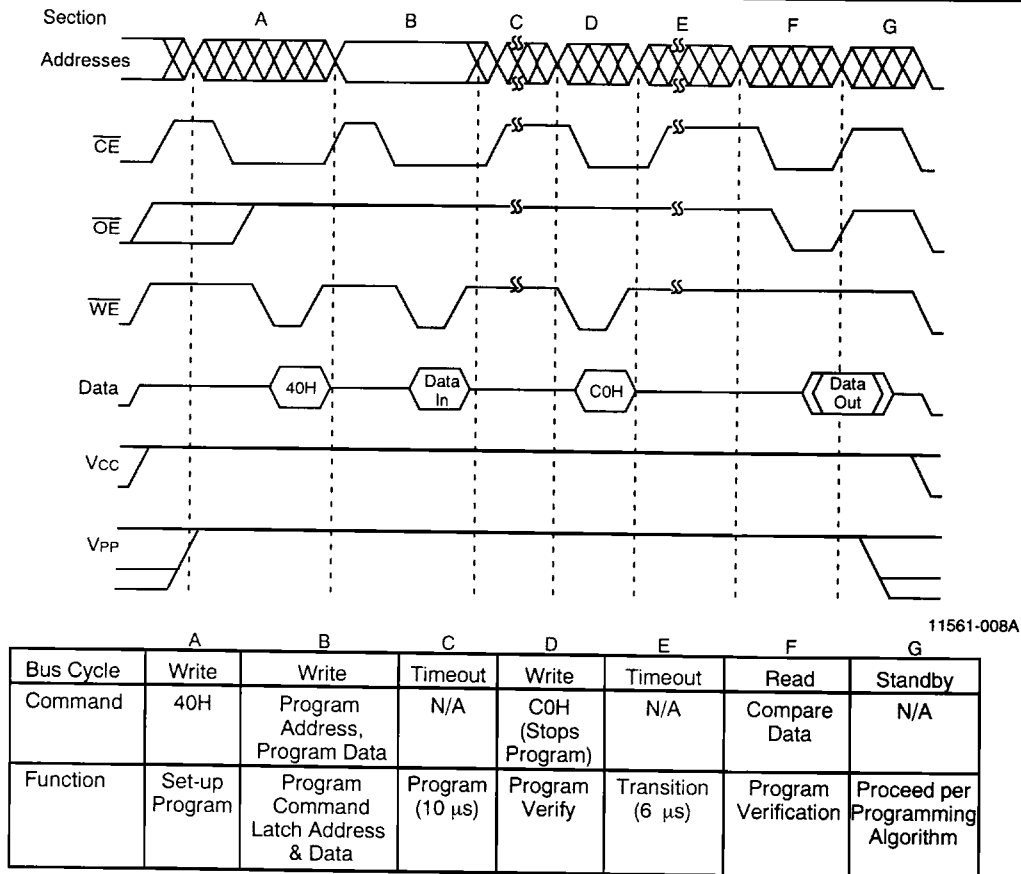 Section A B C D E F G
Addresses
CE
OE
WE
Data 40H Data In C0H Data Out
Vcc
VPP
11561-008A
A B C D E F G
Bus Cycle Write Write Timeout Write Timeout Read Standby
Command 40H Program Address, Program Data N/A C0H (Stops Program) N/A Compare Data N/A
Function Set-up Program Program Command Latch Address & Data Program (10 µs) Program Verify Transition (6 µs) Program Verification Proceed per Programming Algorithm